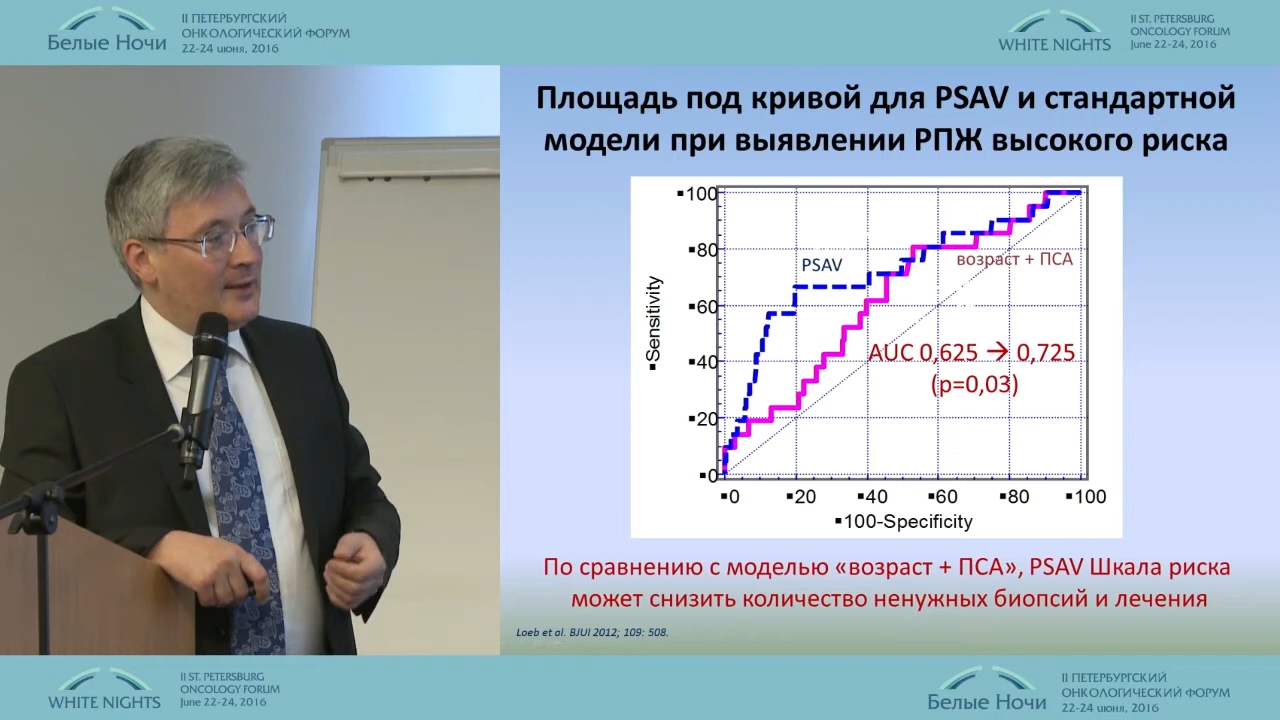 Белые Ночи
II ПЕТЕРБУРГСКИЙ
ОНКОЛОГИЧЕСКИЙ ФОРУМ
22-24 июня, 2016
WHITE NIGHTS
II ST. PETERSBURG
ONCOLOGY FORUM
June 22-24, 2016
Площадь под кривой для PSAV и стандартной
модели при выявлении РПЖ высокого риска
100
80
60
40
20
0
Sensitivity
PSAV
возраст + ПСА
AUC 0,625 → 0,725
(p=0,03)
0 20 40 60 80 100
100-Specificity
По сравнению с моделью «возраст + ПСА», PSAV Шкала риска
может снизить количество ненужных биопсий и лечения
Loeb et al. BJUI 2012; 109: 508.
WHITE NIGHTS
II ST. PETERSBURG
ONCOLOGY FORUM
June 22-24, 2016
Белые Ночи
II ПЕТЕРБУРГСКИЙ
ОНКОЛОГИЧЕСКИЙ ФОРУМ
22-24 июня, 2016